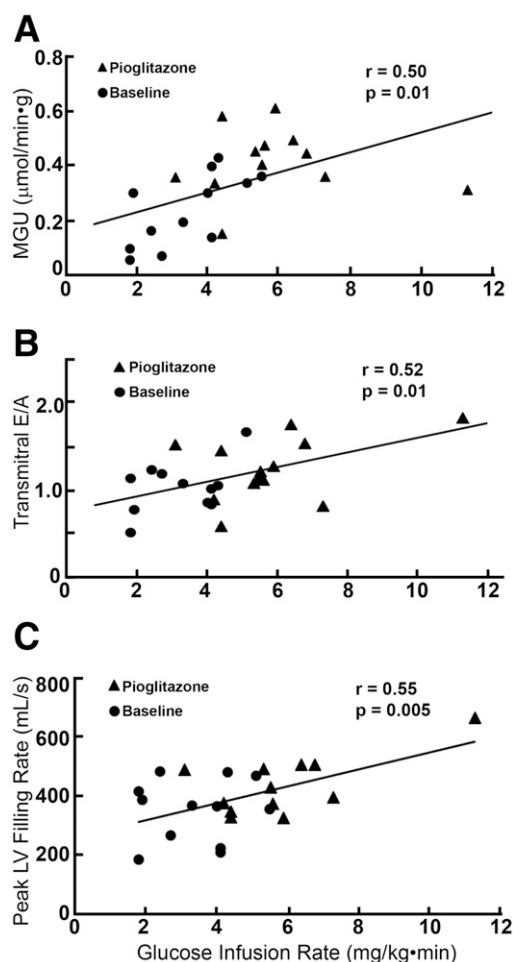 A
▲ Pioglitazone
● Baseline
r = 0.50
p = 0.01
MGU (μmol/min•g)
0.8
0.6
0.4
0.2
0
0 2 4 6 8 10 12
B
▲ Pioglitazone
● Baseline
r = 0.52
p = 0.01
Transmitral E/A
2.0
1.0
0.0
0 2 4 6 8 10 12
C
▲ Pioglitazone
● Baseline
r = 0.55
p = 0.005
Peak LV Filling Rate (mL/s)
800
600
400
200
0
0 2 4 6 8 10 12
Glucose Infusion Rate (mg/kg•min)